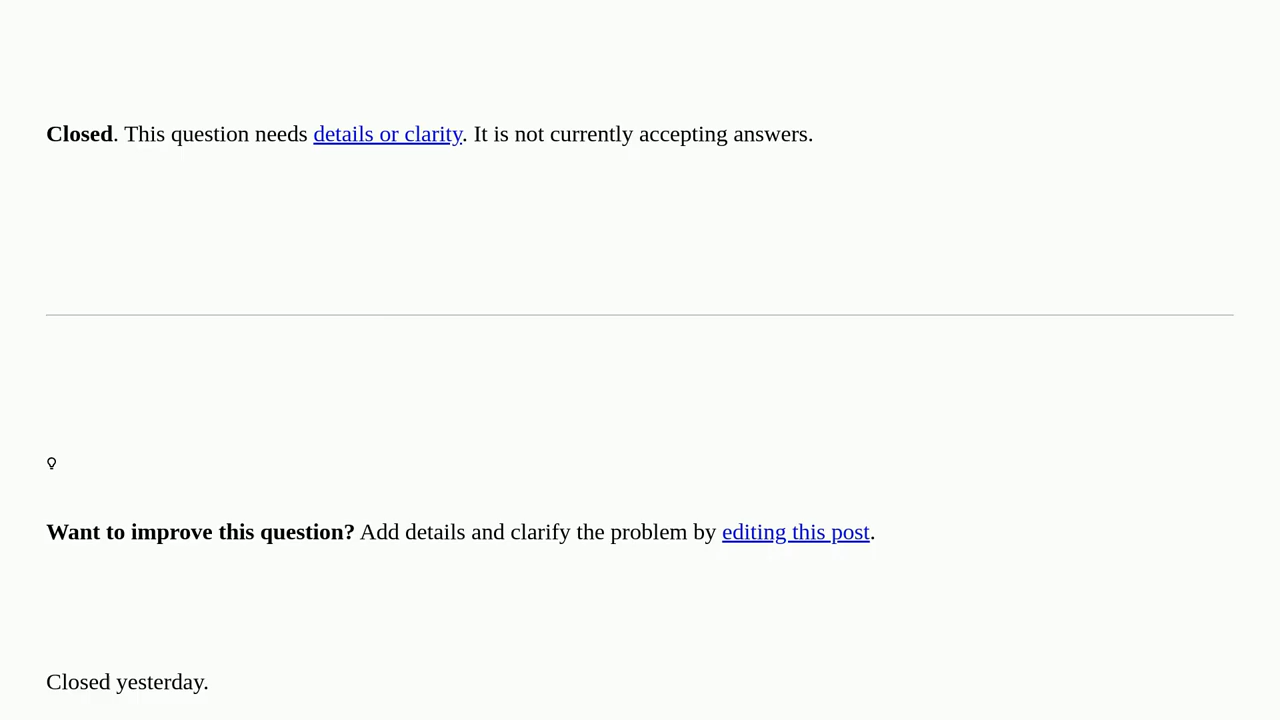 Closed. This question needs details or clarity. It is not currently accepting answers.
Want to improve this question? Add details and clarify the problem by editing this post.
Closed yesterday.